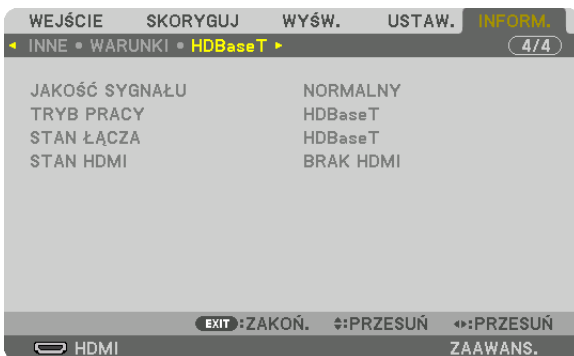 WEJŚCIE SKORYGUJ WYŚW. USTAW. INFORM.
INNE • WARUNKI • HDBaseT 4/4
JAKOŚĆ SYGNAŁU NORMALNY
TRYB PRACY HDBaseT
STAN ŁĄCZA HDBaseT
STAN HDMI BRAK HDMI
EXIT :ZAKOŃ. :PRZESUŃ :PRZESUŃ
HDMI ZAAWANS.